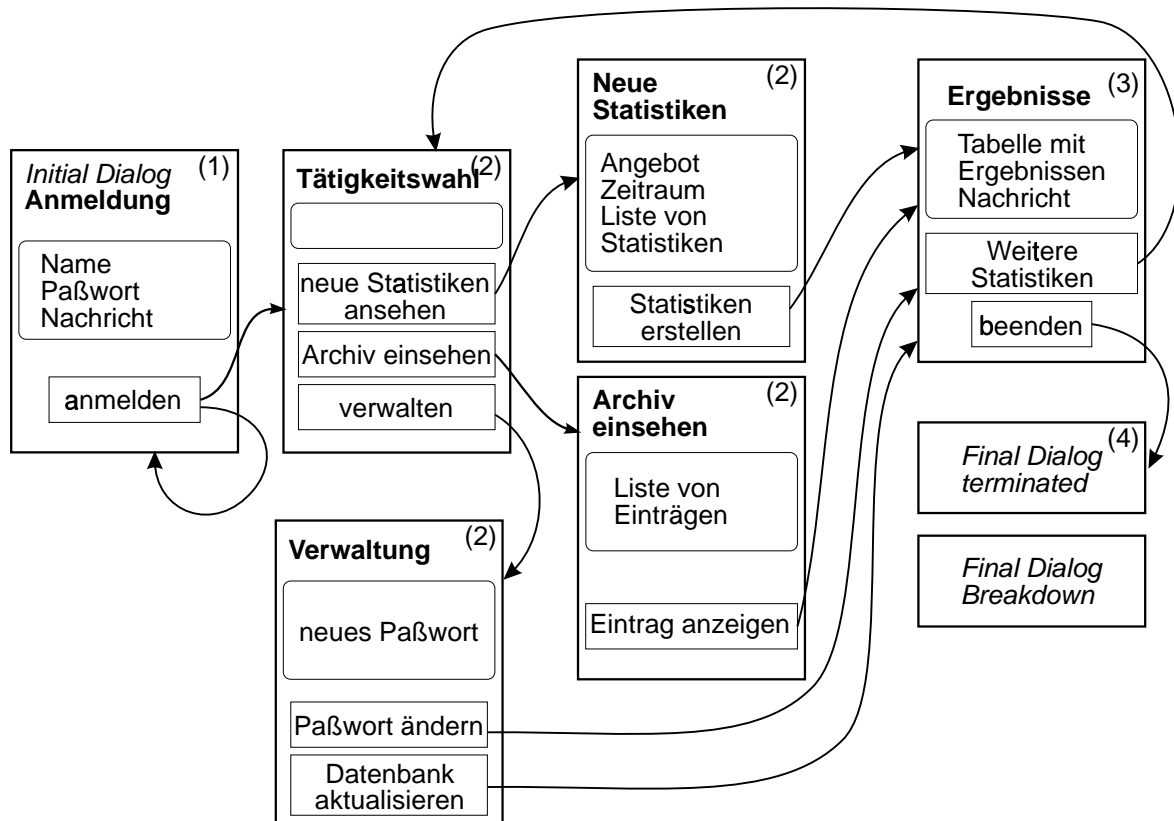 Initial Dialog (1)
Anmeldung
Name
Paßwort
Nachricht
anmelden
Tätigkeitswahl (2)
neue Statistiken
ansehen
Archiv einsehen
verwalten
Verwaltung (2)
neues Paßwort
Paßwort ändern
Datenbank
aktualisieren
Neue (2)
Statistiken
Angebot
Zeitraum
Liste von
Statistiken
Statistiken
erstellen
Archiv (2)
einsehen
Liste von
Einträgen
Eintrag anzeigen
Ergebnisse (3)
Tabelle mit
Ergebnissen
Nachricht
Weitere
Statistiken
beenden
Final Dialog (4)
terminated
Final Dialog
Breakdown